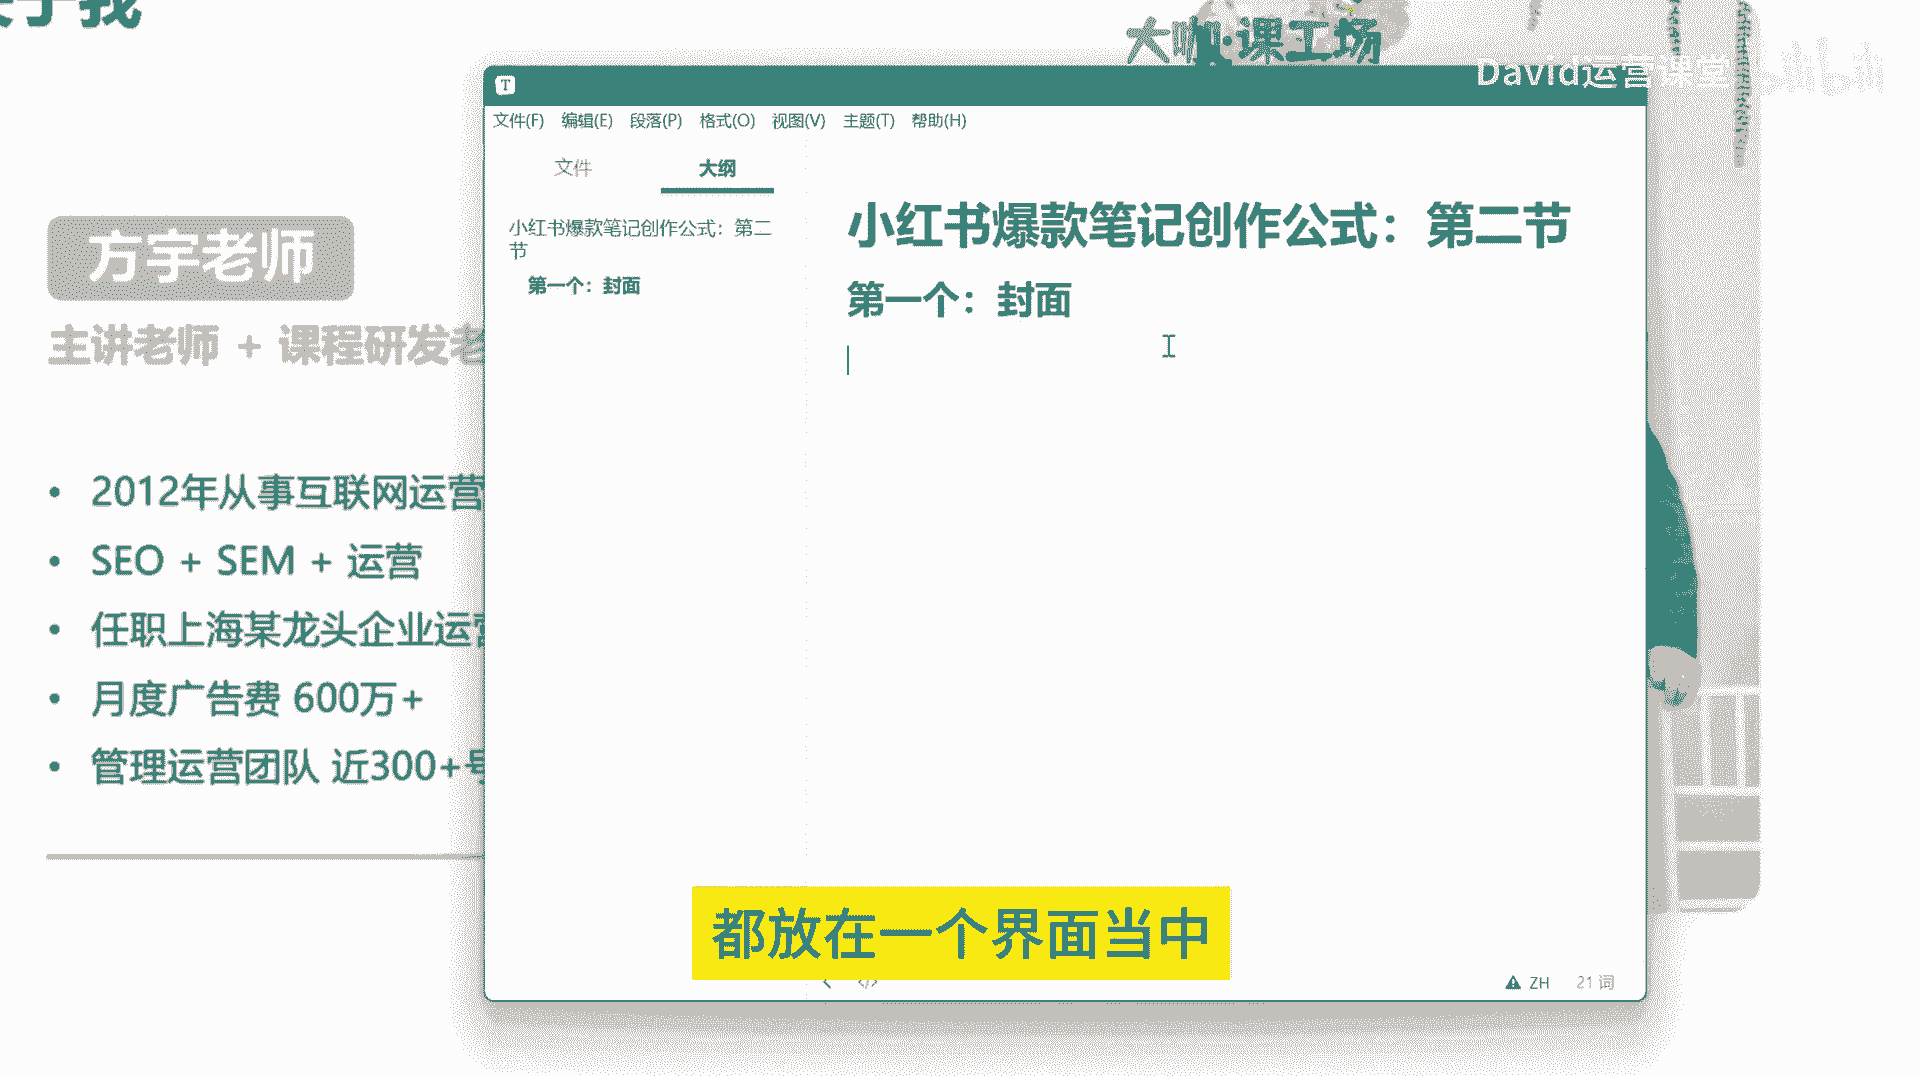 关于我
大咖·课工场
David运营课堂 bilibili
T
文件(F) 编辑(E) 段落(P) 格式(O) 视图(V) 主题(T) 帮助(H)
文件 大纲
小红书爆款笔记创作公式：第二
节
第一个：封面
小红书爆款笔记创作公式：第二节
第一个：封面
方宇老师
主讲老师 + 课程研发老
• 2012年从事互联网运营
• SEO + SEM + 运营
• 任职上海某龙头企业运营
• 月度广告费 600万+
• 管理运营团队 近300+号
都放在一个界面当中
ZH 21 词